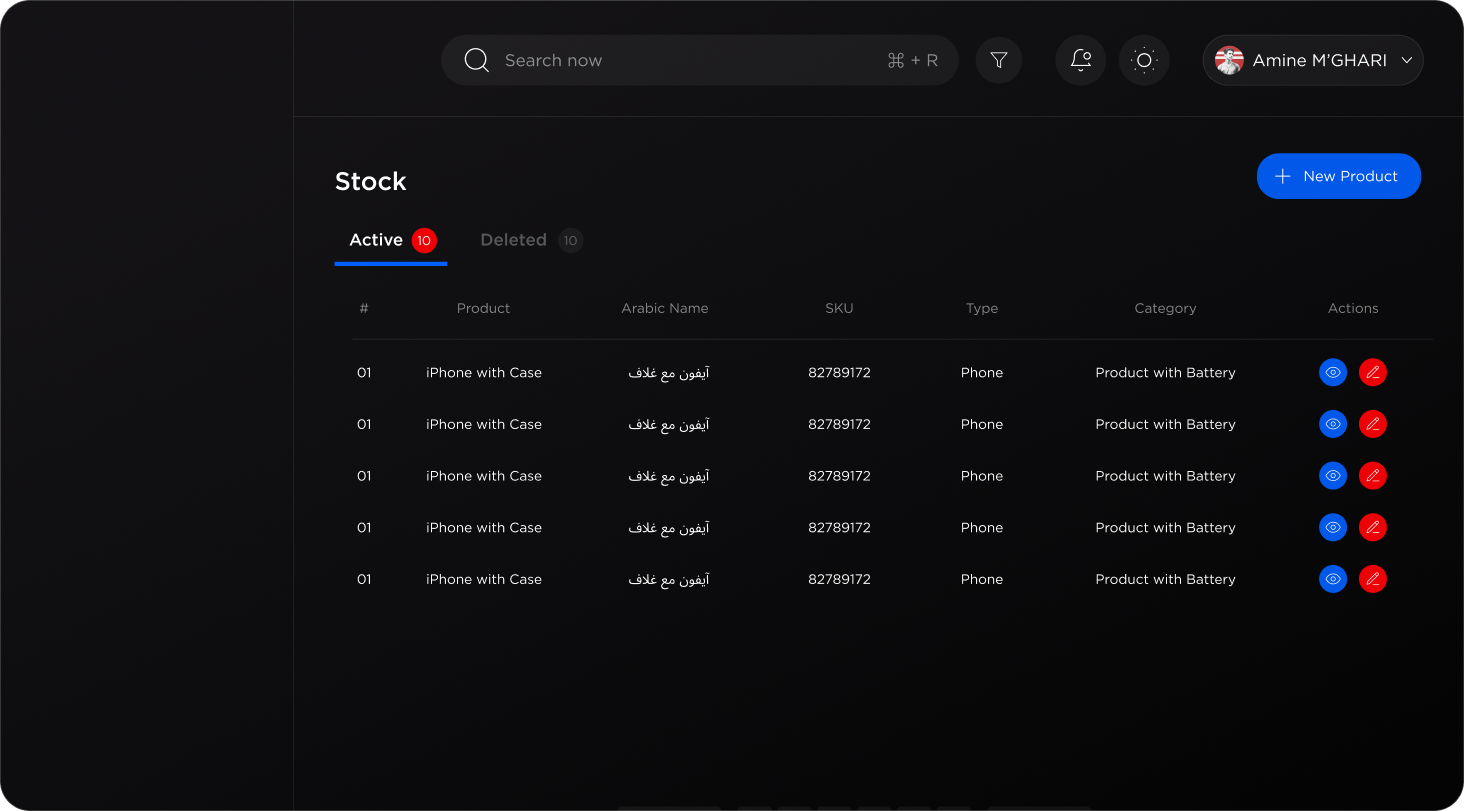 Search now ⌘ + R Amine M'GHARI
Stock
New Product
Active 10 Deleted 10
# Product Arabic Name SKU Type Category Actions
01 iPhone with Case آيفون مع غلاف 82789172 Phone Product with Battery
01 iPhone with Case آيفون مع غلاف 82789172 Phone Product with Battery
01 iPhone with Case آيفون مع غلاف 82789172 Phone Product with Battery
01 iPhone with Case آيفون مع غلاف 82789172 Phone Product with Battery
01 iPhone with Case آيفون مع غلاف 82789172 Phone Product with Battery